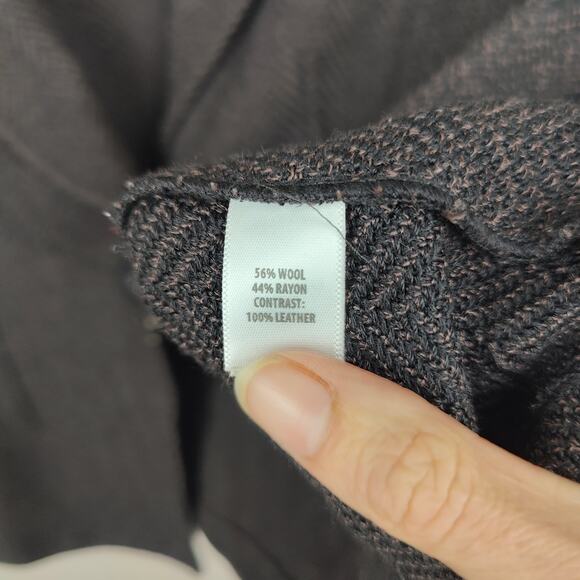 56% WOOL
44% RAYON
CONTRAST:
100% LEATHER